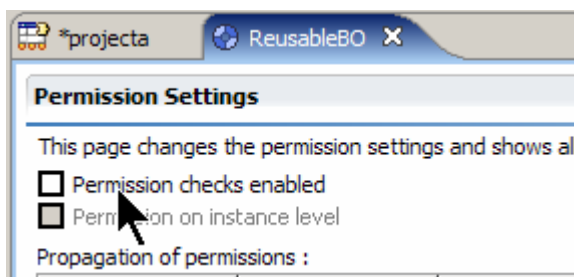 *projecta ReusableBO
Permission Settings
This page changes the permission settings and shows al
Permission checks enabled
Permission on instance level
Propagation of permissions :